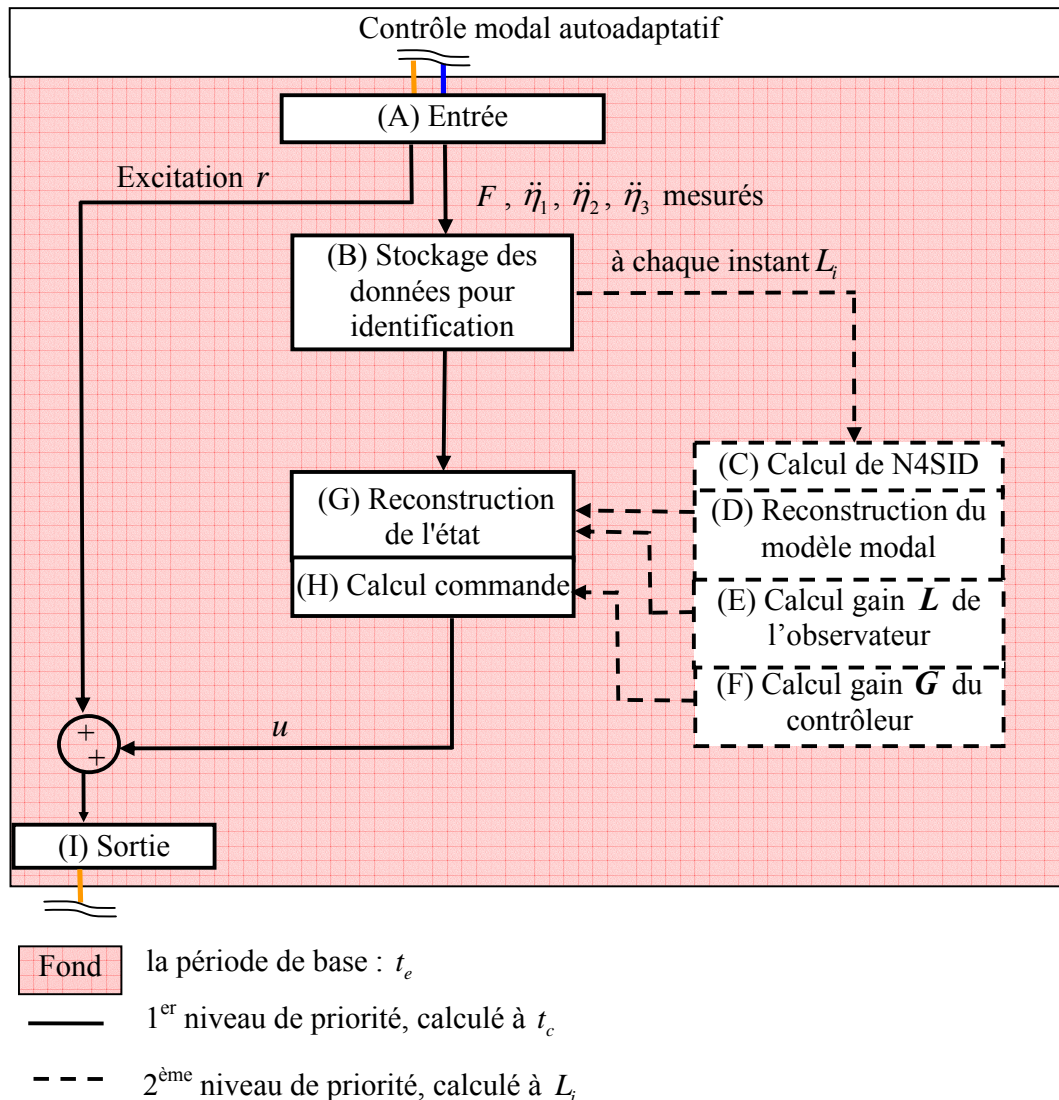 Contrôle modal autoadaptatif
(A) Entrée
Excitation r
F , η̈₁, η̈₂, η̈₃ mesurés
(B) Stockage des
données pour
identification
à chaque instant Lᵢ
(C) Calcul de N4SID
(D) Reconstruction du
modèle modal
(E) Calcul gain L de
l’observateur
(F) Calcul gain G du
contrôleur
(G) Reconstruction
de l'état
(H) Calcul commande
u
+
+
(I) Sortie
Fond la période de base : tₑ
1er niveau de priorité, calculé à t_c
2ème niveau de priorité, calculé à Lᵢ